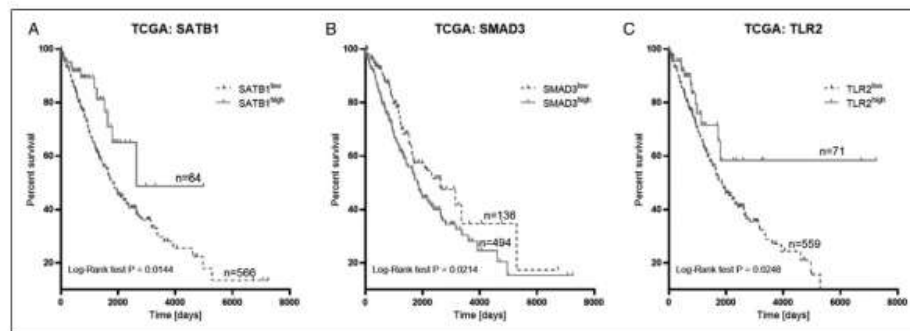 A
TCGA: SATB1
Percent survival
100
80
60
40
20
SATB1low
SATB1high
n=64
n=566
Log-Rank test P = 0.0144
0
2000
4000
6000
8000
Time [days]
B
TCGA: SMAD3
Percent survival
100
80
60
40
20
SMAD3low
SMAD3high
n=136
n=494
Log-Rank test P = 0.0214
0
2000
4000
6000
8000
Time [days]
C
TCGA: TLR2
Percent survival
100
80
60
40
20
TLR2low
TLR2high
n=71
n=559
Log-Rank test P = 0.0246
0
2000
4000
6000
8000
Time [days]